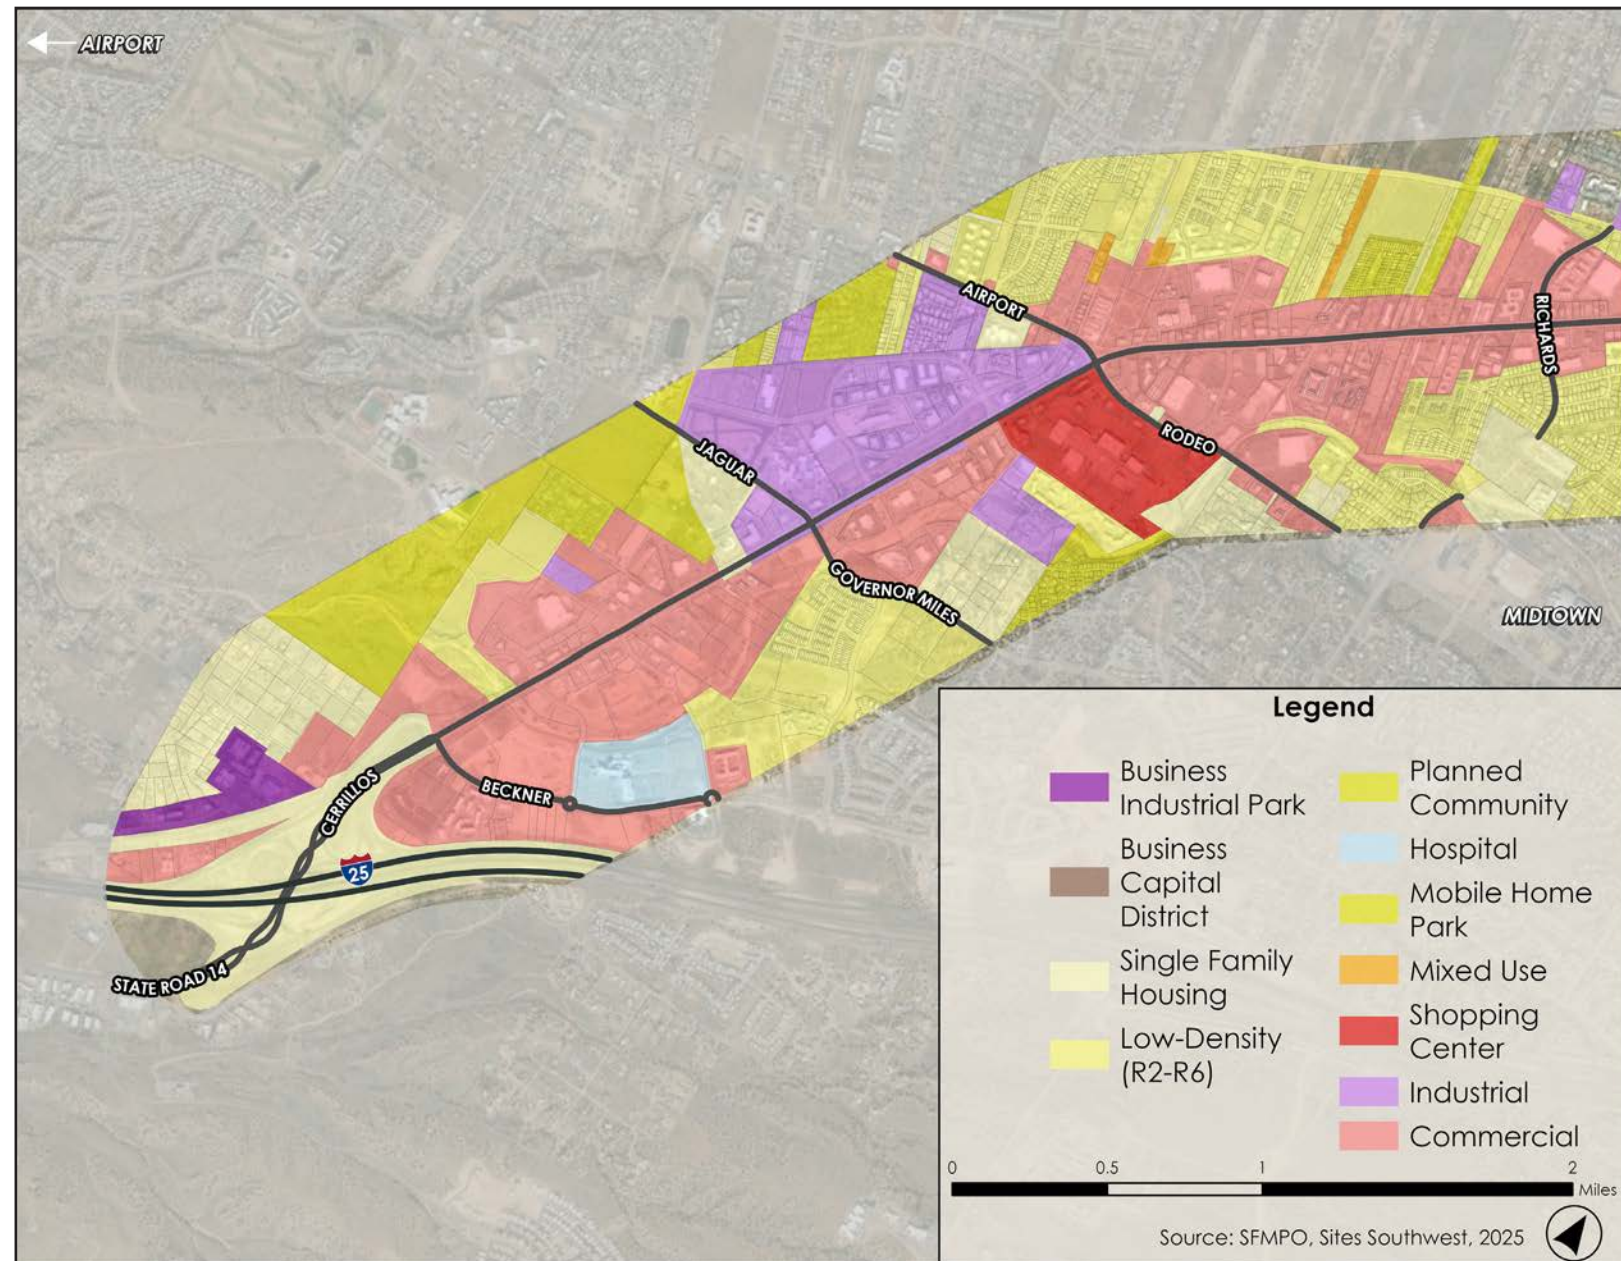 AIRPORT
AIRPORT
RICHARDS
RODEO
JAGUAR
GOVERNOR MILES
MIDTOWN
BECKNER
CERRILLOS
25
STATE ROAD 14
Legend
Business
Industrial Park
Business
Capital
District
Single Family
Housing
Low-Density
(R2-R6)
Planned
Community
Hospital
Mobile Home
Park
Mixed Use
Shopping
Center
Industrial
Commercial
0 0.5 1 2
Miles
Source: SFMPO, Sites Southwest, 2025